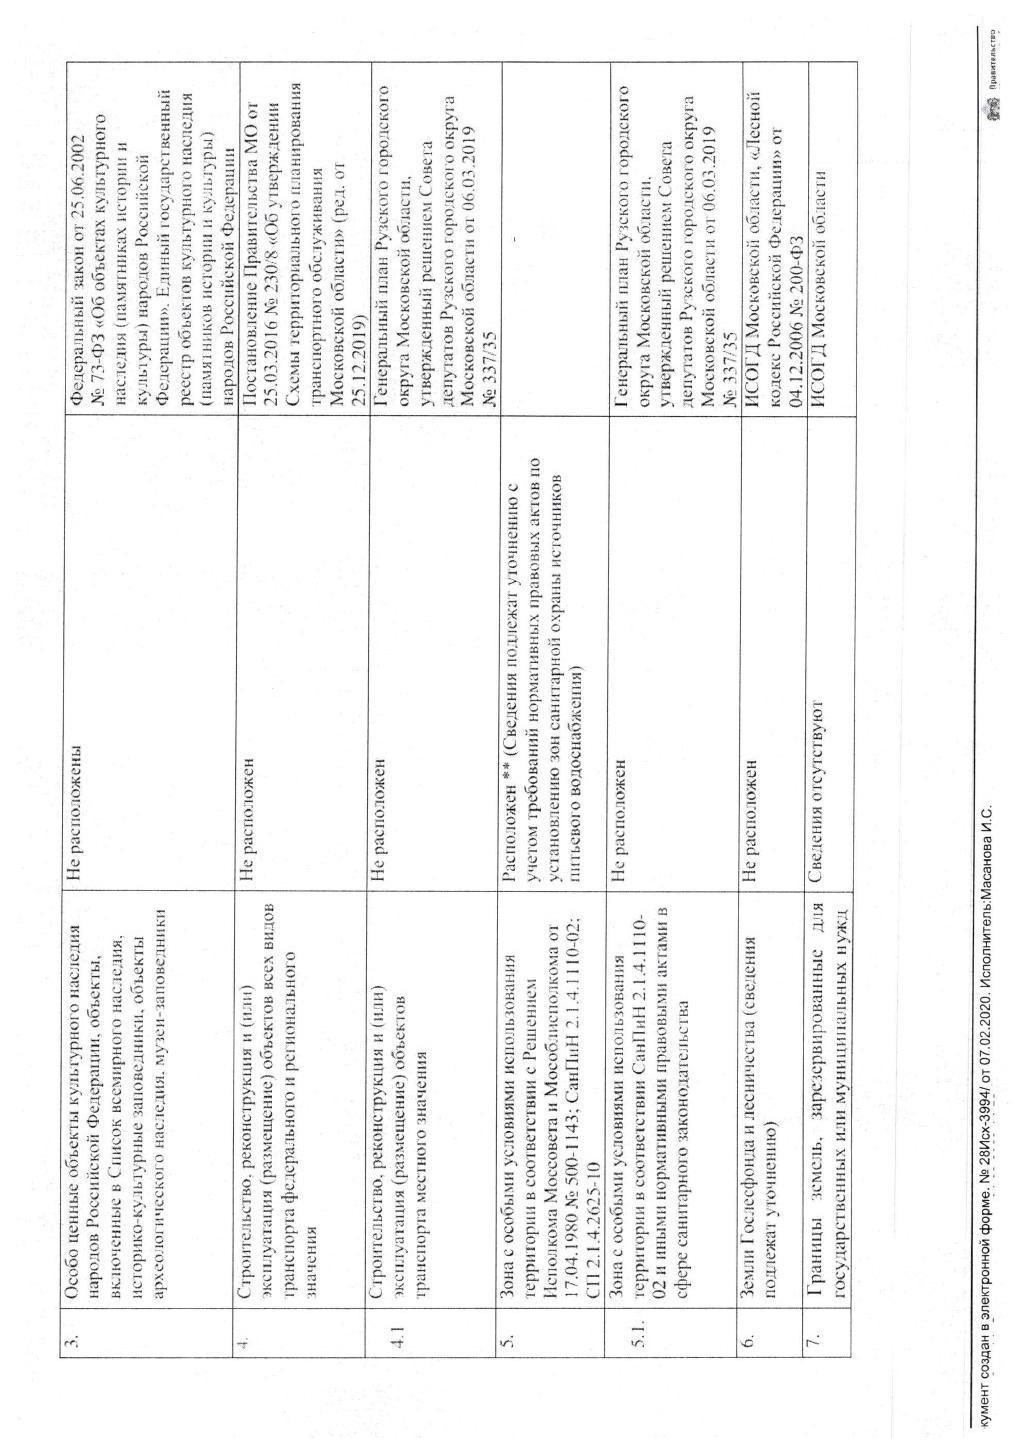 3.
Особо ценные объекты культурного наследия
народов Российской Федерации, объекты,
включенные в Список всемирного наследия,
историко-культурные заповедники, объекты
археологического наследия, музеи-заповедники
Не расположены
Федеральный закон от 25.06.2002
№ 73-ФЗ «Об объектах культурного
наследия (памятниках истории и
культуры) народов Российской
Федерации». Единый государственный
реестр объектов культурного наследия
(памятников истории и культуры)
народов Российской Федерации
4.
Строительство, реконструкция и (или)
эксплуатация (размещение) объектов всех видов
транспорта федерального и регионального
значения
Не расположен
Постановление Правительства МО от
25.03.2016 № 230/8 «Об утверждении
Схемы территориального планирования
транспортного обслуживания
Московской области» (ред. от
25.12.2019)
4.1
Строительство, реконструкция и (или)
эксплуатация (размещение) объектов
транспорта местного значения
Не расположен
Генеральный план Рузского городского
округа Московской области,
утвержденный решением Совета
депутатов Рузского городского округа
Московской области от 06.03.2019
№ 337/35
5.
Зона с особыми условиями использования
территории в соответствии с Решением
Исполкома Моссовета и Мособлисполкома от
17.04.1980 № 500-1143; СанПиН 2.1.4.1110-02;
СП 2.1.4.2625-10
Расположен ** (Сведения подлежат уточнению с
учетом требований нормативных правовых актов по
установлению зон санитарной охраны источников
питьевого водоснабжения)
-
5.1.
Зона с особыми условиями использования
территории в соответствии СанПиН 2.1.4.1110-
02 и иными нормативными правовыми актами в
сфере санитарного законодательства
Не расположен
Генеральный план Рузского городского
округа Московской области,
утвержденный решением Совета
депутатов Рузского городского округа
Московской области от 06.03.2019
№ 337/35
6.
Земли Гослесфонда и лесничества (сведения
подлежат уточнению)
Не расположен
ИСОГД Московской области, «Лесной
кодекс Российской Федерации» от
04.12.2006 № 200-ФЗ
7.
Границы земель, зарезервированные для
государственных или муниципальных нужд
Сведения отсутствуют
ИСОГД Московской области
кумент создан в электронной форме. № 28Исх-3994/ от 07.02.2020. Исполнитель:Масанова И.С.
Правительство